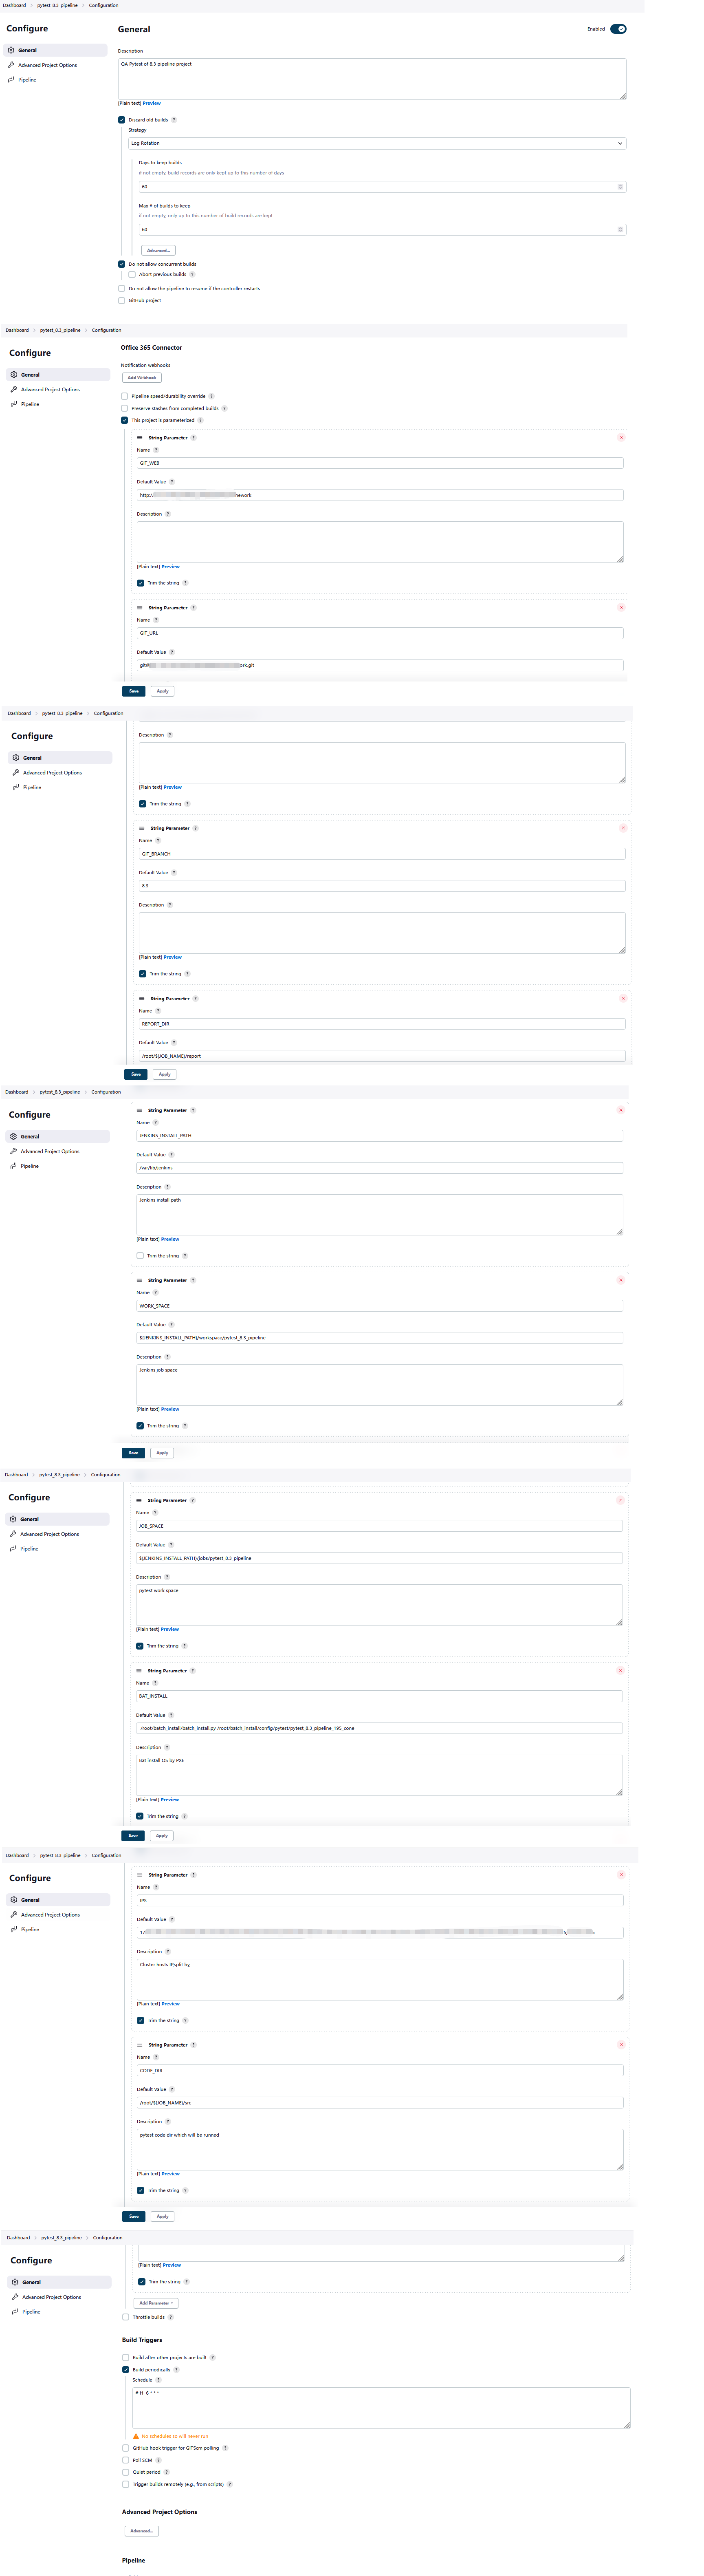 Dashboard > pytest_8.3_pipeline > Configuration
Configure
General
Advanced Project Options
Pipeline
General
Enabled
Description
QA Pytest of 8.3 pipeline project
[Plain text] Preview
Discard old builds ?
Strategy
Log Rotation
Days to keep builds
if not empty, build records are only kept up to this number of days
60
Max # of builds to keep
if not empty, only up to this number of build records are kept
60
Advanced...
Do not allow concurrent builds
Abort previous builds ?
Do not allow the pipeline to resume if the controller restarts
GitHub project
Dashboard > pytest_8.3_pipeline > Configuration
Configure
General
Advanced Project Options
Pipeline
Office 365 Connector
Notification webhooks
Add Webhook
Pipeline speed/durability override ?
Preserve stashes from completed builds ?
This project is parameterized ?
String Parameter ?
Name ?
GIT_WEB
Default Value ?
http:/ nework
Description ?
[Plain text] Preview
Trim the string ?
String Parameter ?
Name ?
GIT_URL
Default Value ?
git@ ork.git
Save Apply
Dashboard > pytest_8.3_pipeline > Configuration
Configure
General
Advanced Project Options
Pipeline
Description ?
[Plain text] Preview
Trim the string ?
String Parameter ?
Name ?
GIT_BRANCH
Default Value ?
8.3
Description ?
[Plain text] Preview
Trim the string ?
String Parameter ?
Name ?
REPORT_DIR
Default Value ?
/root/${JOB_NAME}/report
Save Apply
Dashboard > pytest_8.3_pipeline > Configuration
Configure
General
Advanced Project Options
Pipeline
String Parameter ?
Name ?
JENKINS_INSTALL_PATH
Default Value ?
/var/lib/jenkins
Description ?
Jenkins install path
[Plain text] Preview
Trim the string ?
String Parameter ?
Name ?
WORK_SPACE
Default Value ?
${JENKINS_INSTALL_PATH}/workspace/pytest_8.3_pipeline
Description ?
Jenkins job space
[Plain text] Preview
Trim the string ?
Save Apply
Dashboard > pytest_8.3_pipeline > Configuration
Configure
General
Advanced Project Options
Pipeline
String Parameter ?
Name ?
JOB_SPACE
Default Value ?
${JENKINS_INSTALL_PATH}/jobs/pytest_8.3_pipeline
Description ?
pytest work space
[Plain text] Preview
Trim the string ?
String Parameter ?
Name ?
BAT_INSTALL
Default Value ?
/root/batch_install/batch_install.py /root/batch_install/config/pytest/pytest_8.3_pipeline_195_cone
Description ?
Bat install OS by PXE
[Plain text] Preview
Trim the string ?
Save Apply
Dashboard > pytest_8.3_pipeline > Configuration
Configure
General
Advanced Project Options
Pipeline
String Parameter ?
Name ?
IPS
Default Value ?
Description ?
Cluster hosts IP,split by,
[Plain text] Preview
Trim the string ?
String Parameter ?
Name ?
CODE_DIR
Default Value ?
/root/${JOB_NAME}/src
Description ?
pytest code dir which will be runned
[Plain text] Preview
Trim the string ?
Save Apply
Dashboard > pytest_8.3_pipeline > Configuration
Configure
General
Advanced Project Options
Pipeline
[Plain text] Preview
Trim the string ?
Add Parameter
Throttle builds ?
Build Triggers
Build after other projects are built ?
Build periodically ?
Schedule ?
# H 6 * * *
No schedules so will never run
GitHub hook trigger for GITScm polling ?
Poll SCM ?
Quiet period ?
Trigger builds remotely (e.g., from scripts) ?
Advanced Project Options
Advanced...
Pipeline